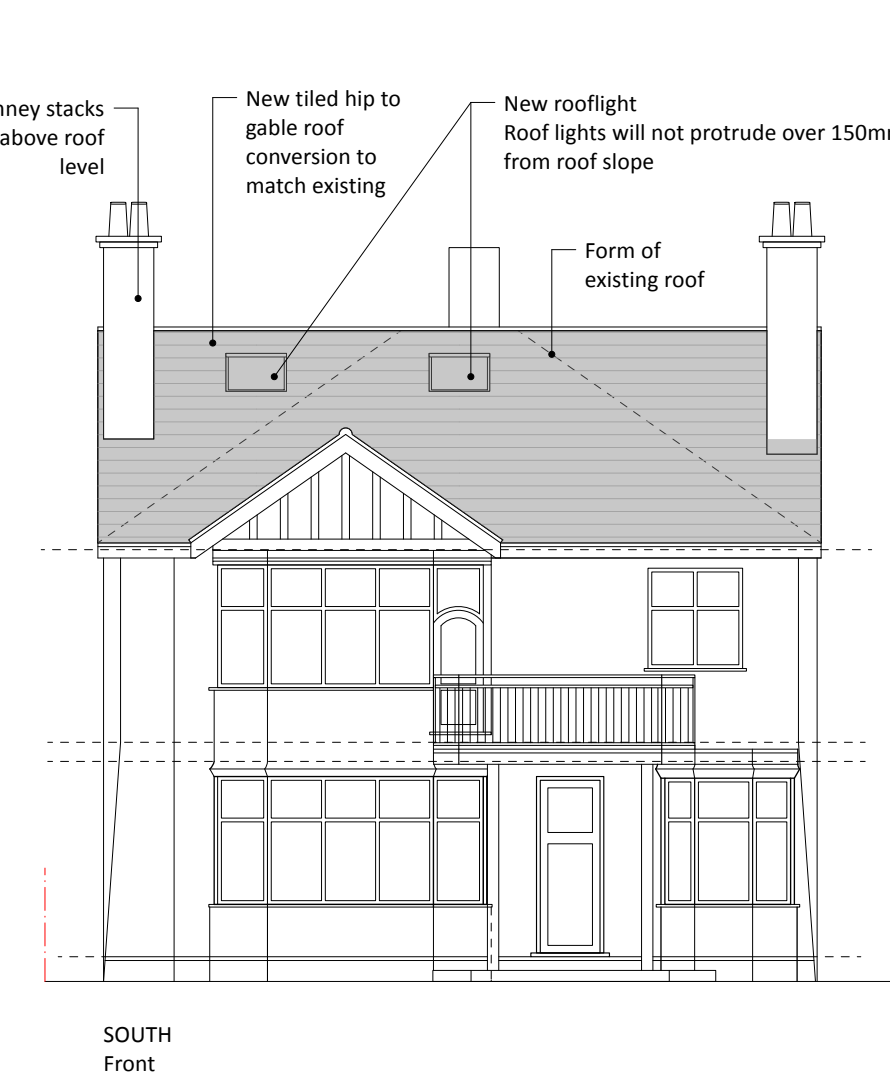 stacks
above roof
level
New tiled hip to
gable roof
conversion to
match existing
New rooflight
Roof lights will not protrude over
from roof slope
Form of
existing roof
SOUTH
Front